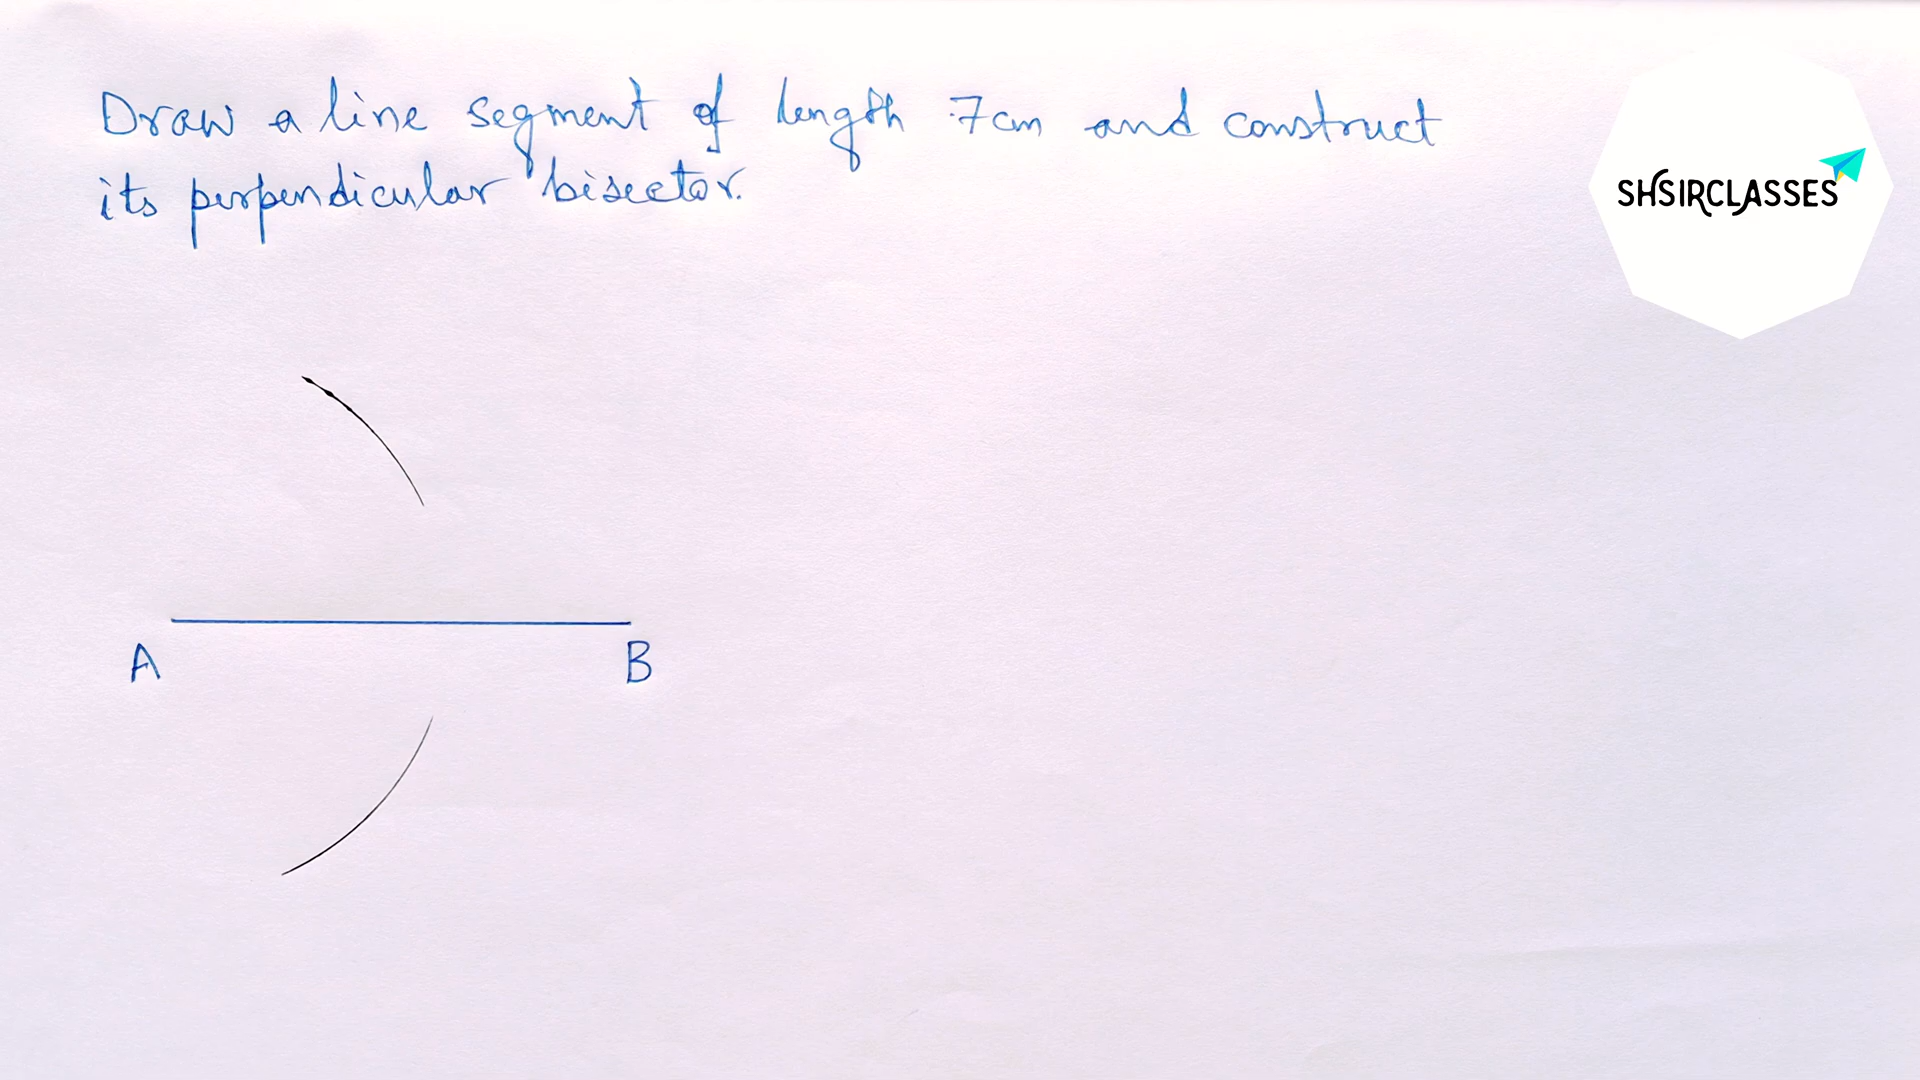 Draw a line segment of length 7cm and construct
its perpendicular bisector.
SHSIRCLASSES
A
B